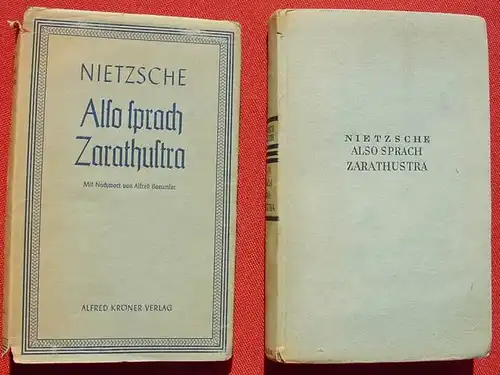 NIETZSCHE
Also sprach
Zarathustra
Mit Nachwort von Alfred Baeumler
ALFRED KRÖNER VERLAG
NIETZSCHE
ALSO SPRACH
ZARATHUSTRA